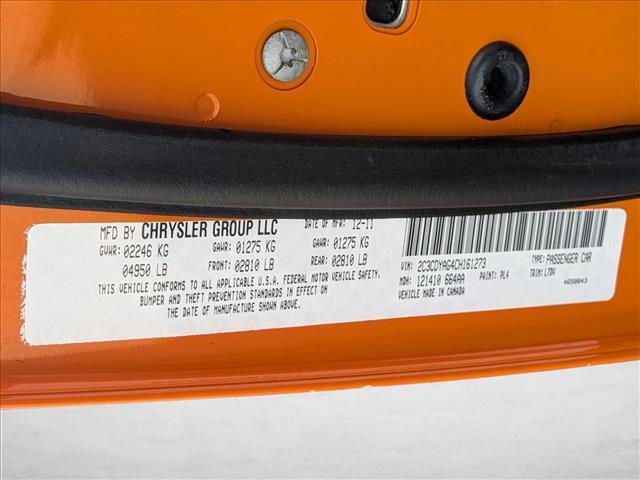 MFD BY CHRYSLER GROUP LLC DATE OF MFR: 12-11
GVWR: 02246 KG GAWR: 01275 KG GAWR: 01275 KG
04950 LB FRONT: 02810 LB REAR: 02810 LB
THIS VEHICLE CONFORMS TO ALL APPLICABLE U.S.A. FEDERAL MOTOR VEHICLE SAFETY,
BUMPER AND THEFT PREVENTION STANDARDS IN EFFECT ON
THE DATE OF MANUFACTURE SHOWN ABOVE.
VIN: 2C3CDYAG4CH161273 TYPE: PASSENGER CAR
MDH: 121410 664AA PAINT: PL4 TRIM: L7DV
VEHICLE MADE IN CANADA 4650043